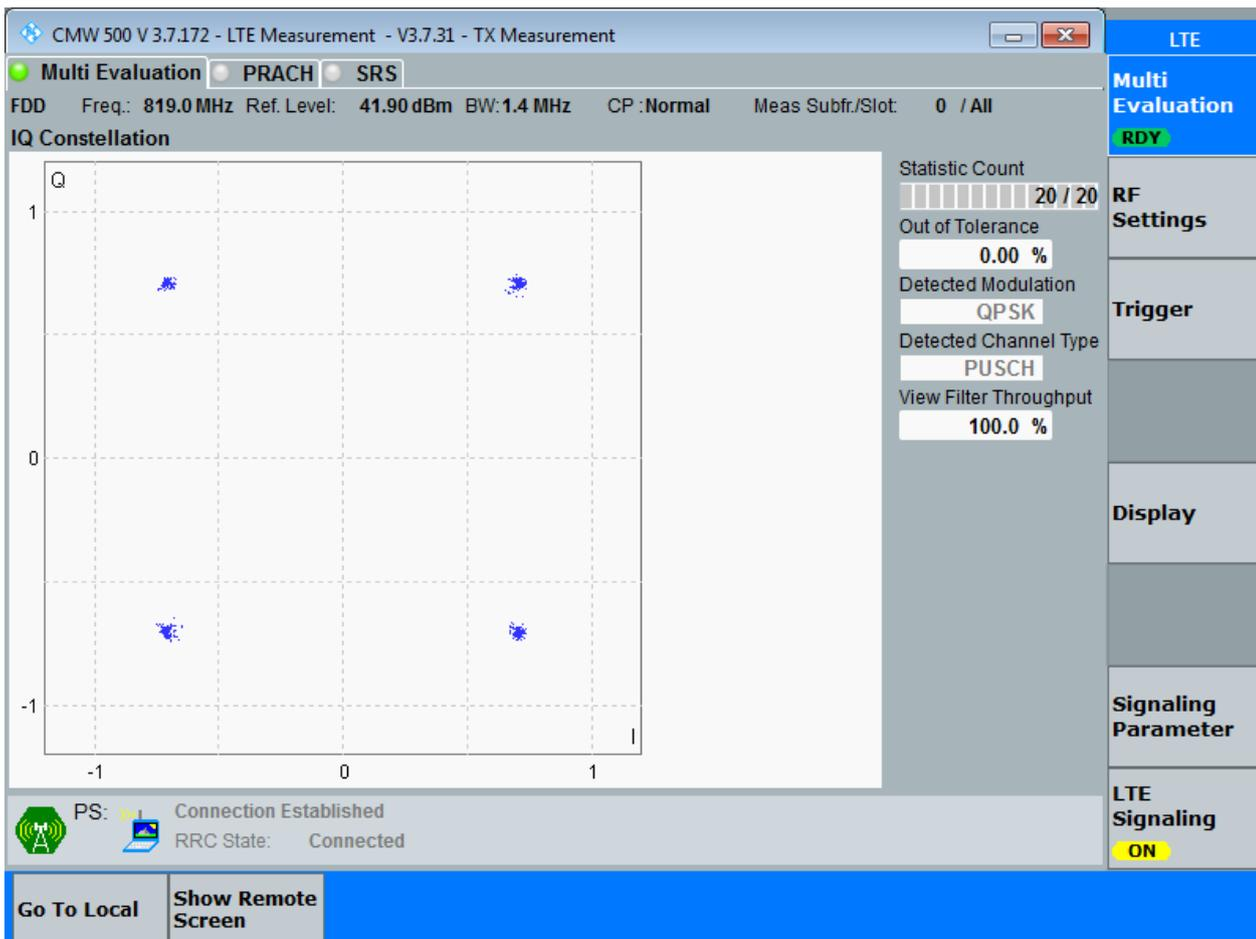 CMW 500 V 3.7.172 - LTE Measurement - V3.7.31 - TX Measurement
LTE
Multi Evaluation PRACH SRS
FDD Freq.: 819.0 MHz Ref. Level: 41.90 dBm BW: 1.4 MHz CP : Normal Meas Subfr./Slot: 0 / All
IQ Constellation
Q
1
0
-1
I
-1 0 1
Statistic Count
20 / 20
Out of Tolerance
0.00 %
Detected Modulation
QPSK
Detected Channel Type
PUSCH
View Filter Throughput
100.0 %
Multi
Evaluation
RDY
RF
Settings
Trigger
Display
Signaling
Parameter
LTE
Signaling
ON
PS: Connection Established
RRC State: Connected
Go To Local
Show Remote
Screen